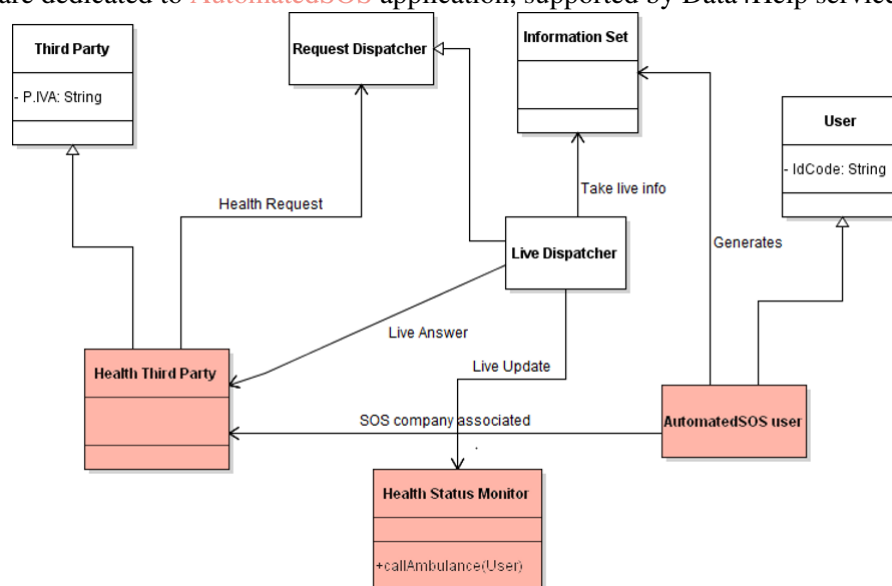 are dedicated to AutomatedSOS application, supported by Data4Help service
Third Party
- P.IVA: String
Request Dispatcher
Information Set
User
- IdCode: String
Health Request
Take live info
Generates
Live Dispatcher
Live Answer
Live Update
Health Third Party
SOS company associated
AutomatedSOS user
Health Status Monitor
+callAmbulance(User)